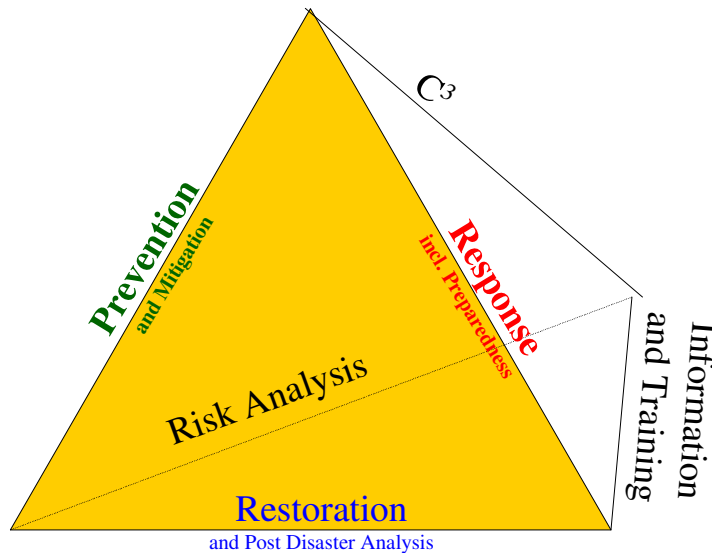 C³
Prevention
and Mitigation
Response
incl. Preparedness
Information
and Training
Risk Analysis
Restoration
and Post Disaster Analysis